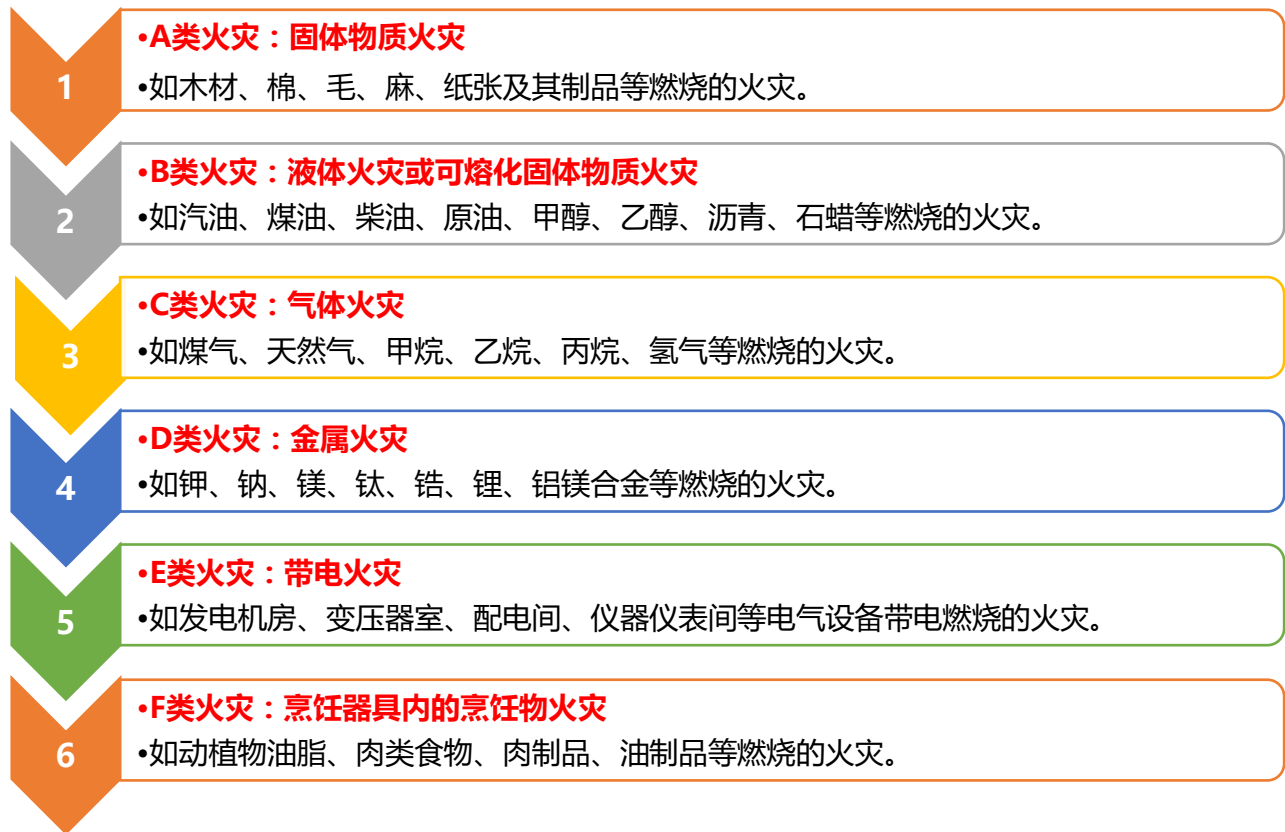 1
•A类火灾：固体物质火灾
•如木材、棉、毛、麻、纸张及其制品等燃烧的火灾。
2
•B类火灾：液体火灾或可熔化固体物质火灾
•如汽油、煤油、柴油、原油、甲醇、乙醇、沥青、石蜡等燃烧的火灾。
3
•C类火灾：气体火灾
•如煤气、天然气、甲烷、乙烷、丙烷、氢气等燃烧的火灾。
4
•D类火灾：金属火灾
•如钾、钠、镁、钛、锆、锂、铝镁合金等燃烧的火灾。
5
•E类火灾：带电火灾
•如发电机房、变压器室、配电间、仪器仪表间等电气设备带电燃烧的火灾。
6
•F类火灾：烹饪器具内的烹饪物火灾
•如动植物油脂、肉类食物、肉制品、油制品等燃烧的火灾。